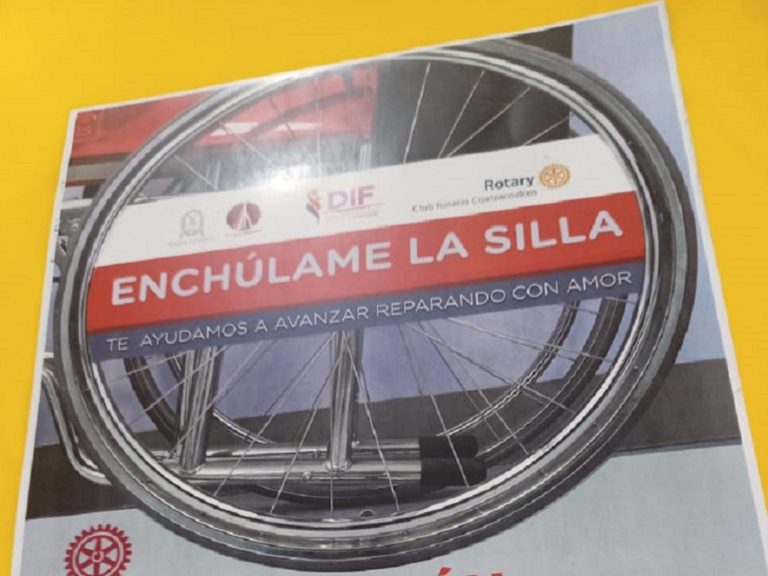 DIF
Rotary
Club Rotario Coatzacoalcos
ENCHÚLAME LA SILLA
TE AYUDAMOS A AVANZAR REPARANDO CON AMOR